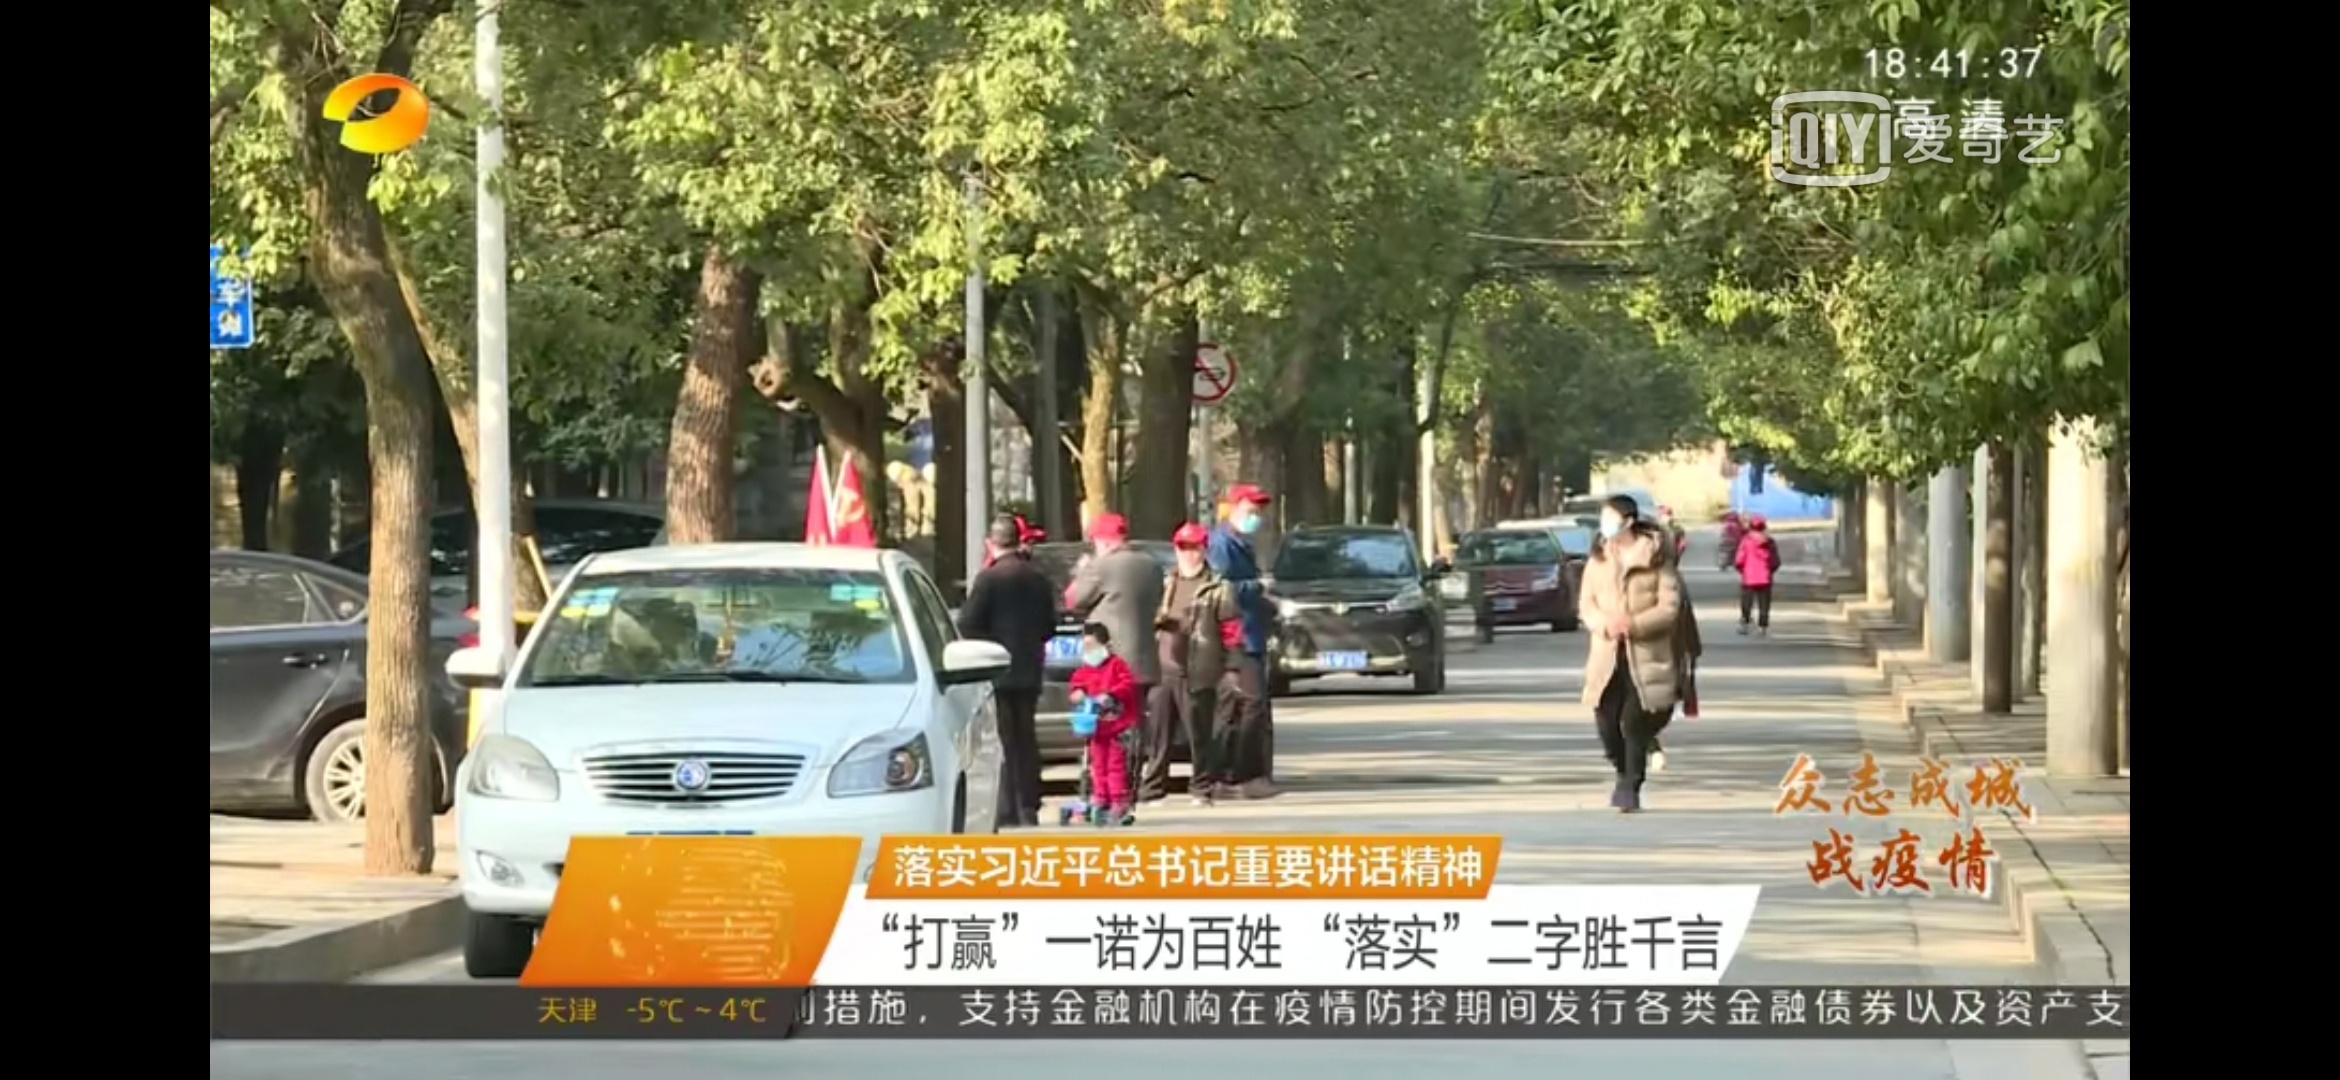 18:41:37
高清
QIYI 爱奇艺
车
众志成城
战疫情
落实习近平总书记重要讲话精神
“打赢”一诺为百姓 “落实”二字胜千言
天津 -5℃~4℃ 措施，支持金融机构在疫情防控期间发行各类金融债券以及资产支